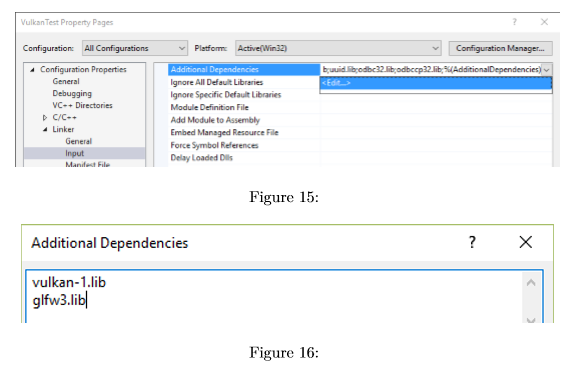 VulkanTest Property Pages
? ×
Configuration: All Configurations Platform: Active(Win32) Configuration Manager...
Configuration Properties
General
Debugging
VC++ Directories
C/C++
Linker
General
Input
Manifest File
Additional Dependencies b;uuid.lib;odbc32.lib;odbccp32.lib;%(AdditionalDependencies)
Ignore All Default Libraries <Edit...>
Ignore Specific Default Libraries
Module Definition File
Add Module to Assembly
Embed Managed Resource File
Force Symbol References
Delay Loaded Dlls
Figure 15:
Additional Dependencies ? ×
vulkan-1.lib
glfw3.lib
Figure 16: